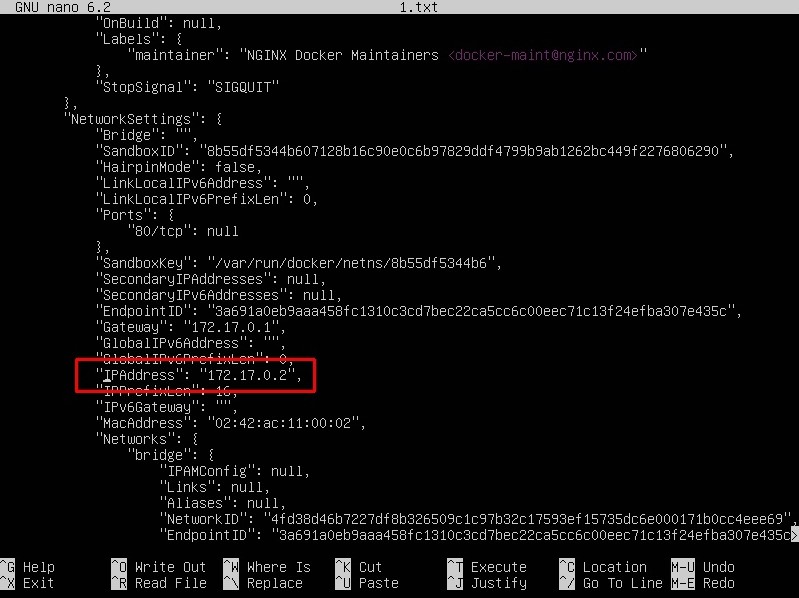 GNU nano 6.2 1.txt
"OnBuild": null,
"Labels": {
"maintainer": "NGINX Docker Maintainers <docker-maint@nginx.com>"
},
"StopSignal": "SIGQUIT"
},
"NetworkSettings": {
"Bridge": "",
"SandboxID": "8b55df5344b607128b16c90e0c6b97829ddf4799b9ab1262bc449f2276806290",
"HairpinMode": false,
"LinkLocalIPv6Address": "",
"LinkLocalIPv6PrefixLen": 0,
"Ports": {
"80/tcp": null
},
"SandboxKey": "/var/run/docker/netns/8b55df5344b6",
"SecondaryIPAddresses": null,
"SecondaryIPv6Addresses": null,
"EndpointID": "3a691a0eb9aaa458fc1310c3cd7bec22ca5cc6c00eec71c13f24efba307e435c",
"Gateway": "172.17.0.1",
"GlobalIPv6Address": "",
"GlobalIPv6PrefixLen": 0,
"IPAddress": "172.17.0.2",
"IPPrefixLen": 16,
"IPv6Gateway": "",
"MacAddress": "02:42:ac:11:00:02",
"Networks": {
"bridge": {
"IPAMConfig": null,
"Links": null,
"Aliases": null,
"NetworkID": "4fd38d46b7227df8b326509c1c97b32c17593ef15735dc6e000171b0cc4eee69",
"EndpointID": "3a691a0eb9aaa458fc1310c3cd7bec22ca5cc6c00eec71c13f24efba307e435c>
^G Help ^O Write Out ^W Where Is ^K Cut ^T Execute ^C Location M-U Undo
^X Exit ^R Read File ^\ Replace ^U Paste ^J Justify ^/ Go To Line M-E Redo